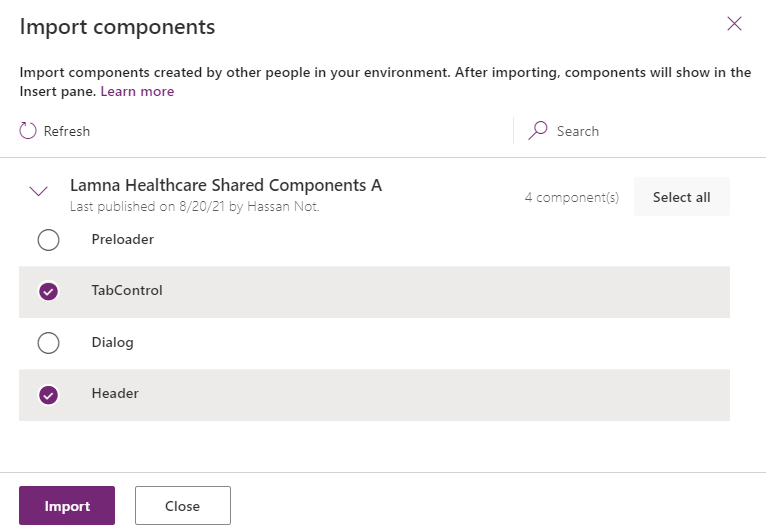 Import components
Import components created by other people in your environment. After importing, components will show in the
Insert pane. Learn more
Refresh
Search
Lamna Healthcare Shared Components A
Last published on 8/20/21 by Hassan Not.
4 component(s)
Select all
Preloader
TabControl
Dialog
Header
Import
Close